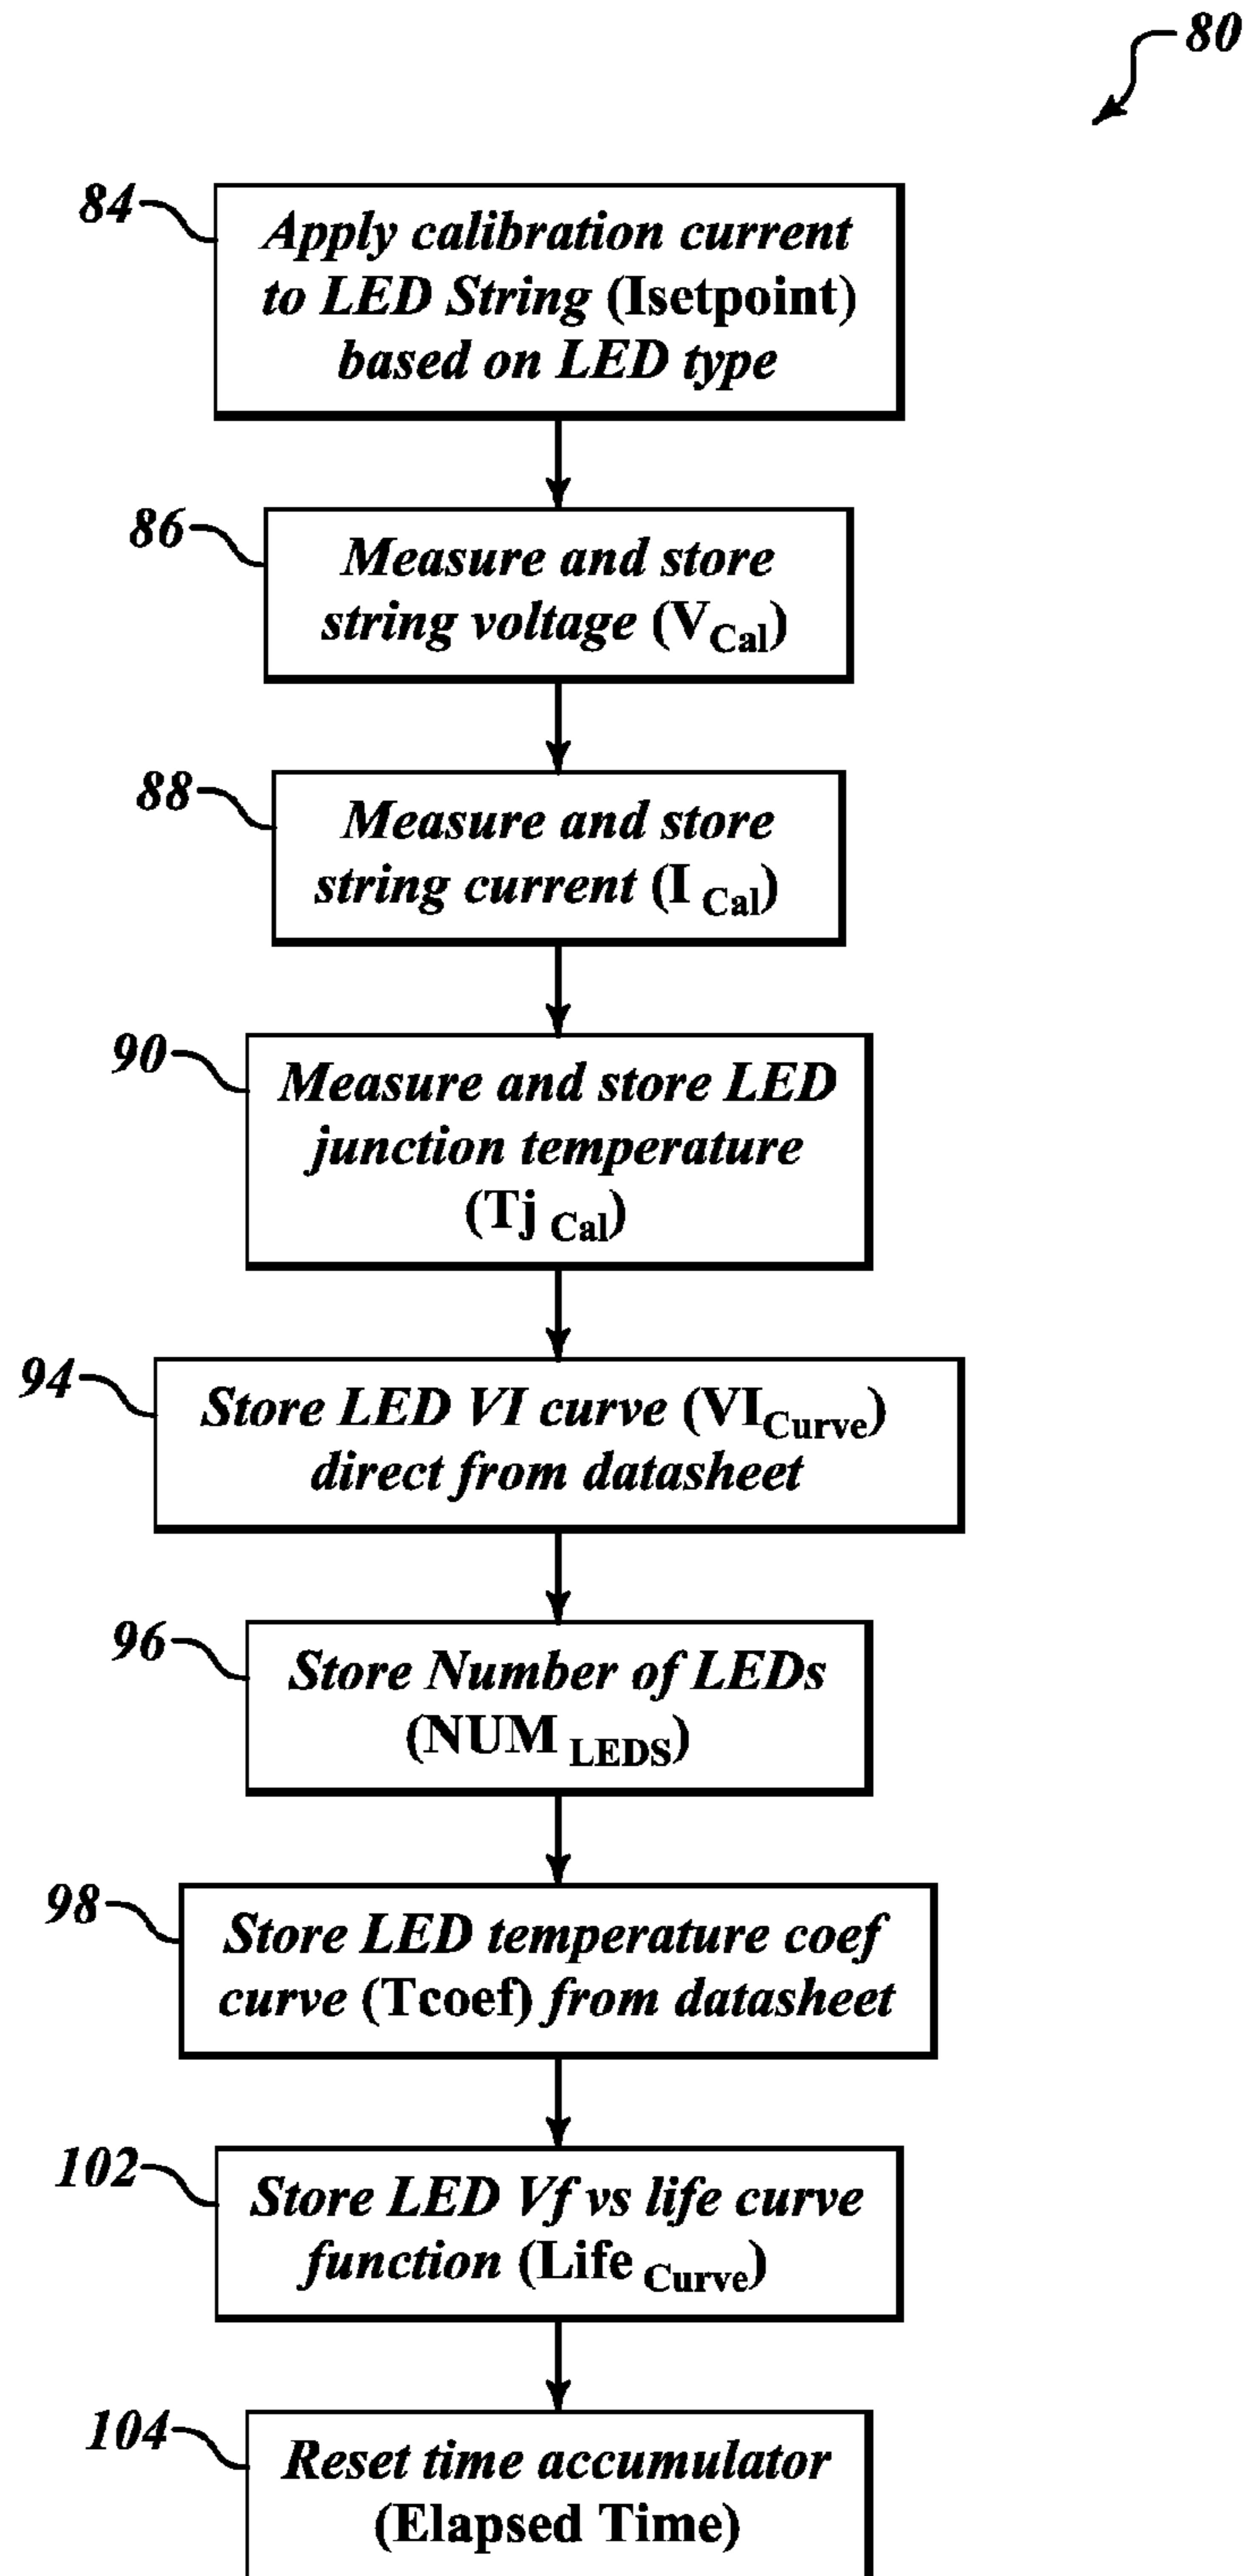 80
84
Apply calibration current
to LED String (Isetpoint)
based on LED type
86
Measure and store
string voltage (VCal)
88
Measure and store
string current (I Cal)
90
Measure and store LED
junction temperature
(Tj Cal)
94
Store LED VI curve (VICurve)
direct from datasheet
96
Store Number of LEDs
(NUM LEDS)
98
Store LED temperature coef
curve (Tcoef) from datasheet
102
Store LED Vf vs life curve
function (Life Curve)
104
Reset time accumulator
(Elapsed Time)